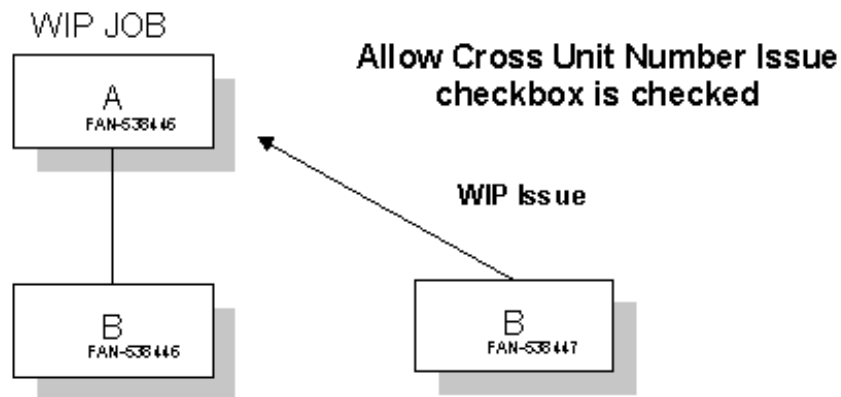 WIP JOB
Allow Cross Unit Number Issue
checkbox is checked
A
FAN-538446
WIP Issue
B
FAN-538446
B
FAN-538447